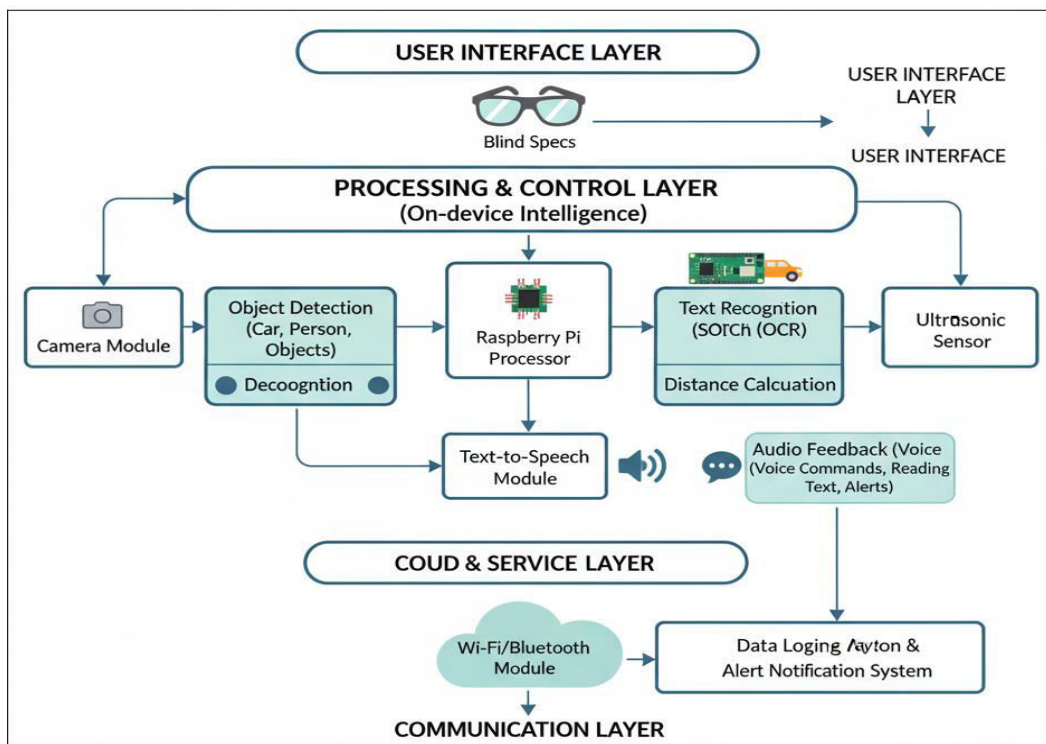 USER INTERFACE LAYER
Blind Specs
USER INTERFACE
LAYER
USER INTERFACE
PROCESSING & CONTROL LAYER
(On-device Intelligence)
Camera Module
Object Detection
(Car, Person,
Objects)
Decoogntion
Raspberry Pi
Processor
Text Recogntion
(OCR)
Distance Calcuation
Ultrasonic
Sensor
Text-to-Speech
Module
Audio Feedback (Voice
(Voice Commands, Reading
Text, Alerts)
COUD & SERVICE LAYER
Wi-Fi/Bluetooth
Module
Data Loging &
Alert Notification System
COMMUNICATION LAYER